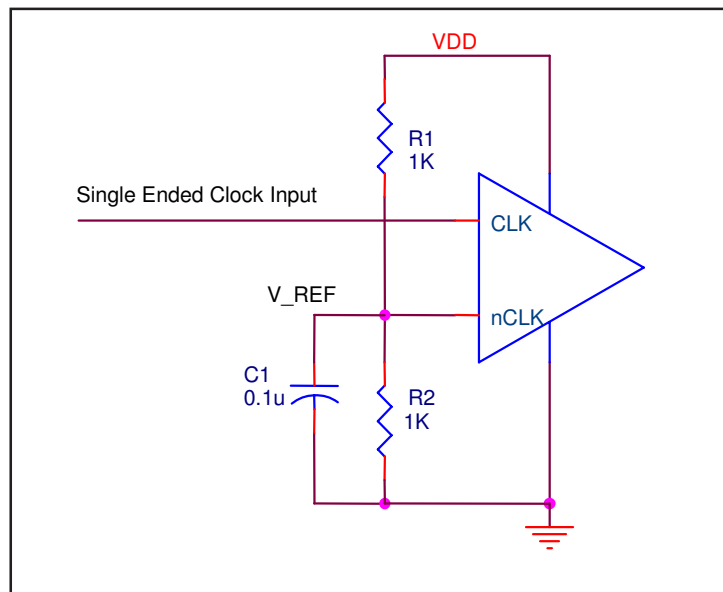 VDD
R1
1K
Single Ended Clock Input
CLK
V_REF
nCLK
C1
0.1u
R2
1K